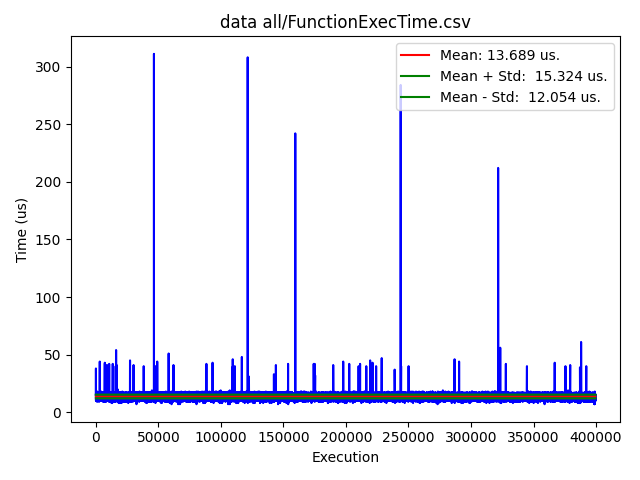 data all/FunctionExecTime.csv
Mean: 13.689 us.
Mean + Std:  15.324 us.
Mean - Std:  12.054 us.
Time (us)
300
250
200
150
100
50
0
0 50000 100000 150000 200000 250000 300000 350000 400000
Execution